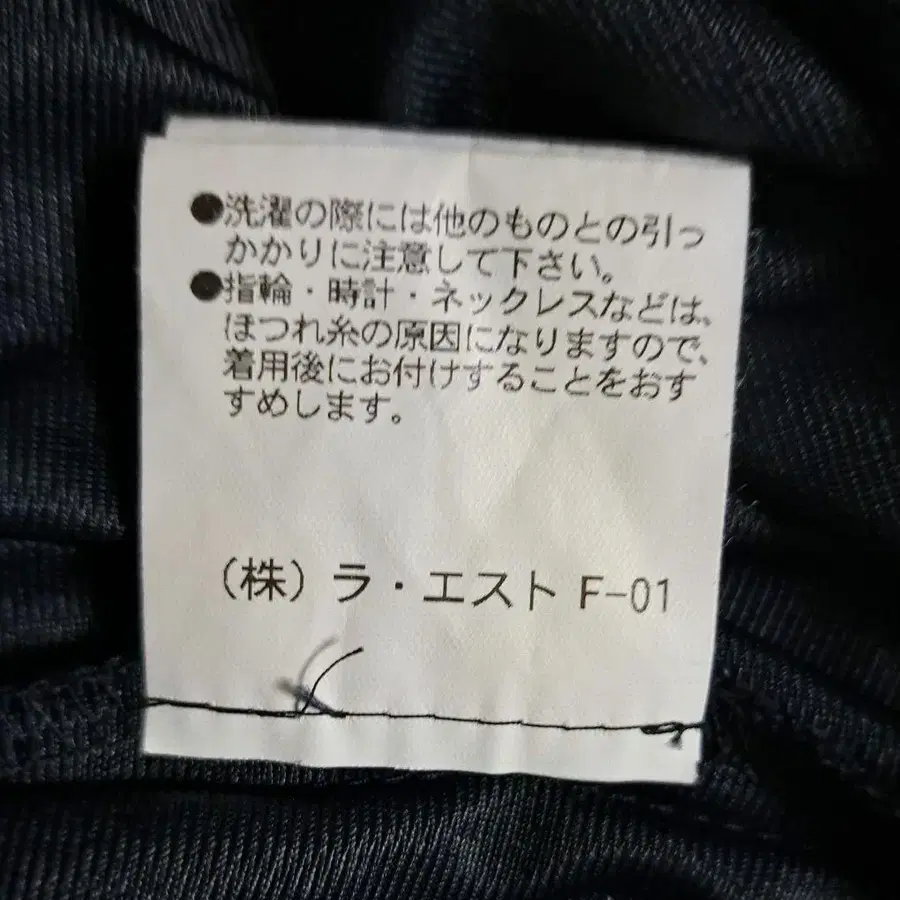 ●洗濯の際には他のものとの引っ
かかりに注意して下さい。
●指輪・時計・ネックレスなどは、
ほつれ糸の原因になりますので、
着用後にお付けすることをおす
すめします。
（株）ラ・エスト F-01